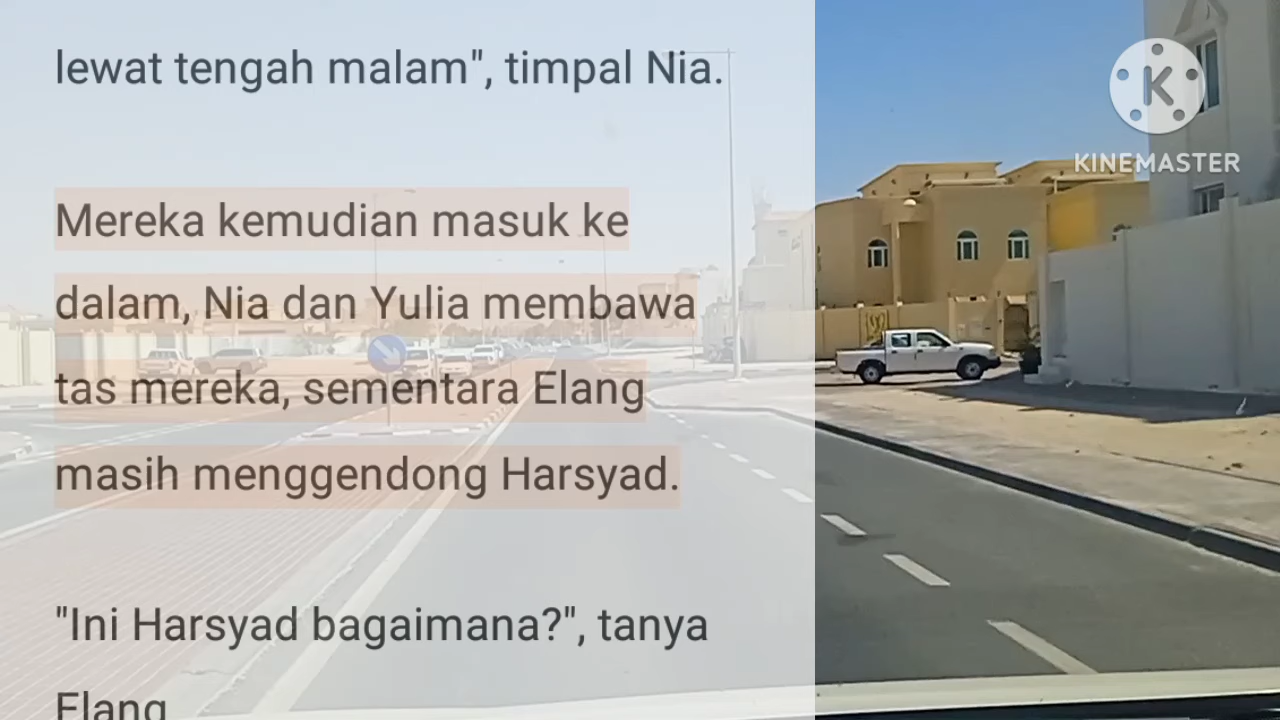 lewat tengah malam", timpal Nia.
Mereka kemudian masuk ke
dalam, Nia dan Yulia membawa
tas mereka, sementara Elang
masih menggendong Harsyad.
"Ini Harsyad bagaimana?", tanya
Elang
KINEMASTER